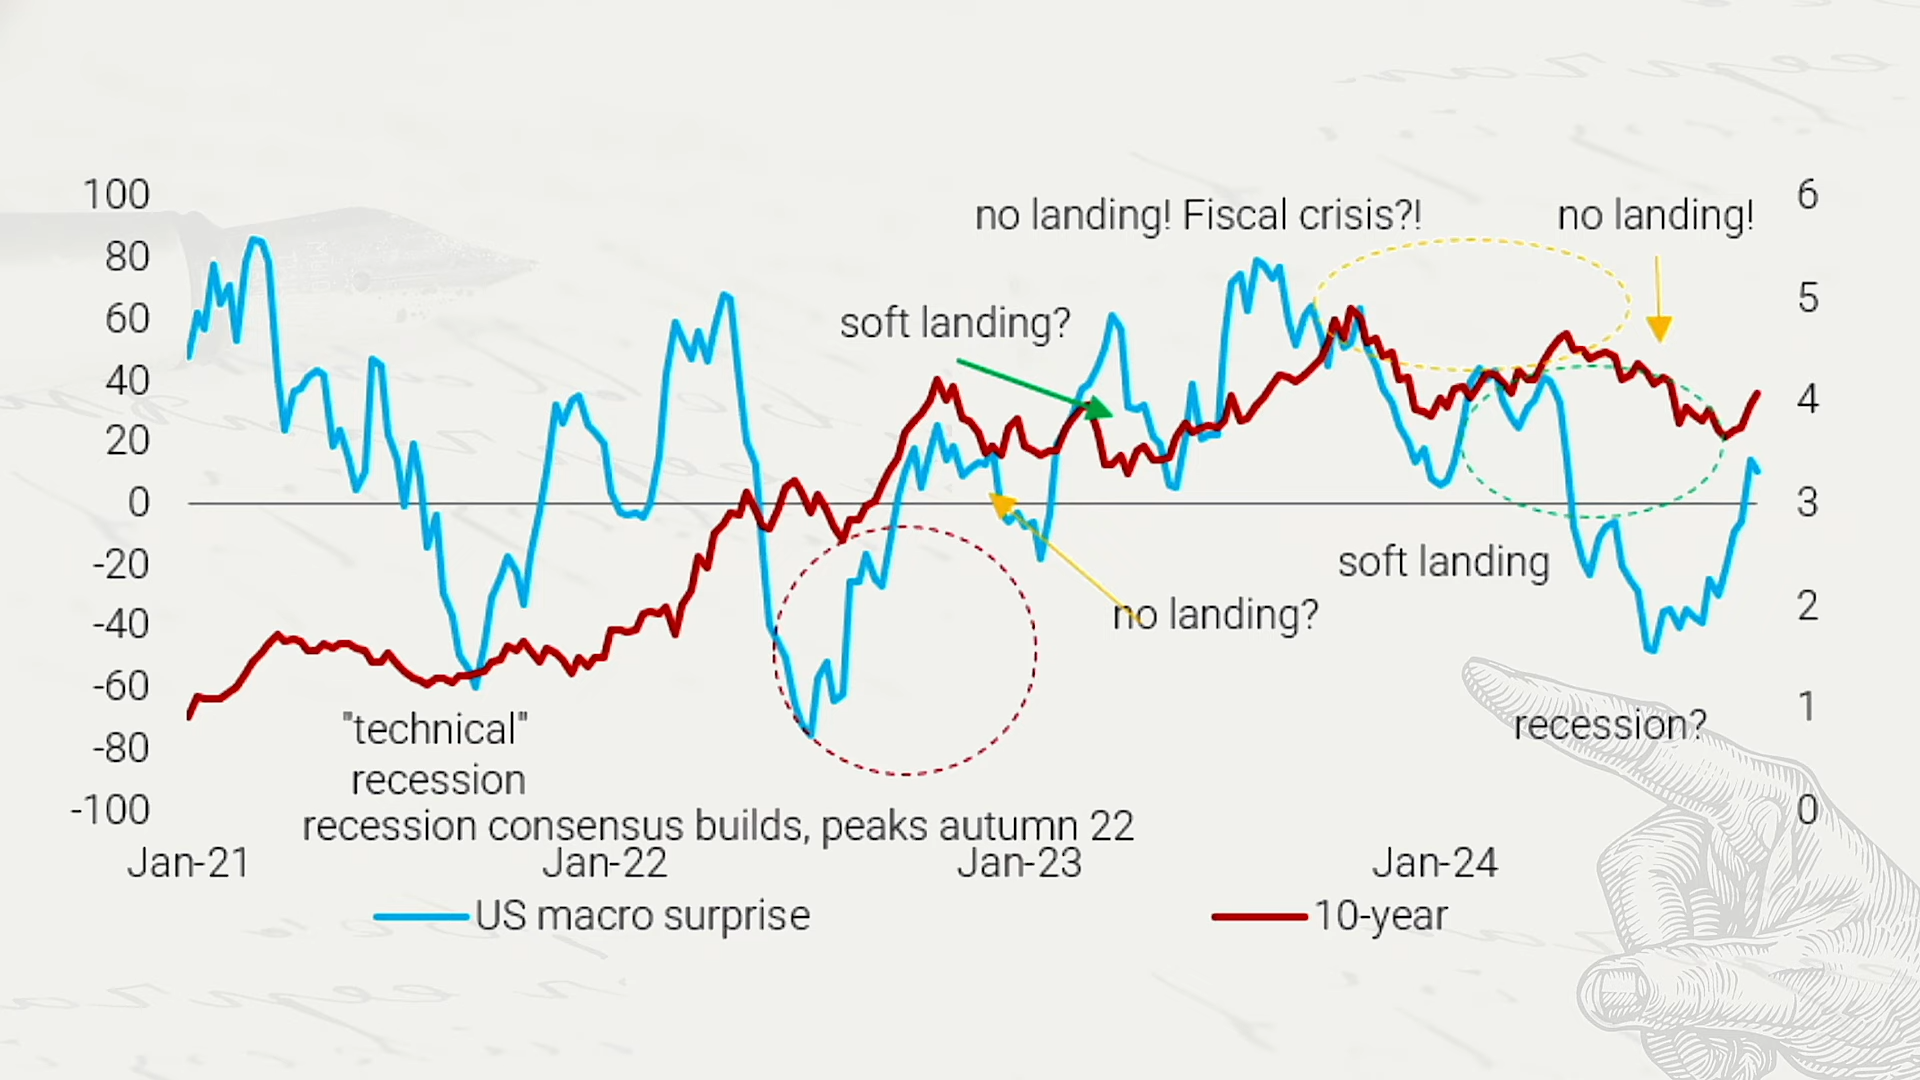 100
80
60
40
20
0
-20
-40
-60
-80
-100
6
5
4
3
2
1
0
no landing! Fiscal crisis?!
no landing!
soft landing?
soft landing
no landing?
"technical"
recession
recession?
recession consensus builds, peaks autumn 22
Jan-21
Jan-22
Jan-23
Jan-24
US macro surprise
10-year